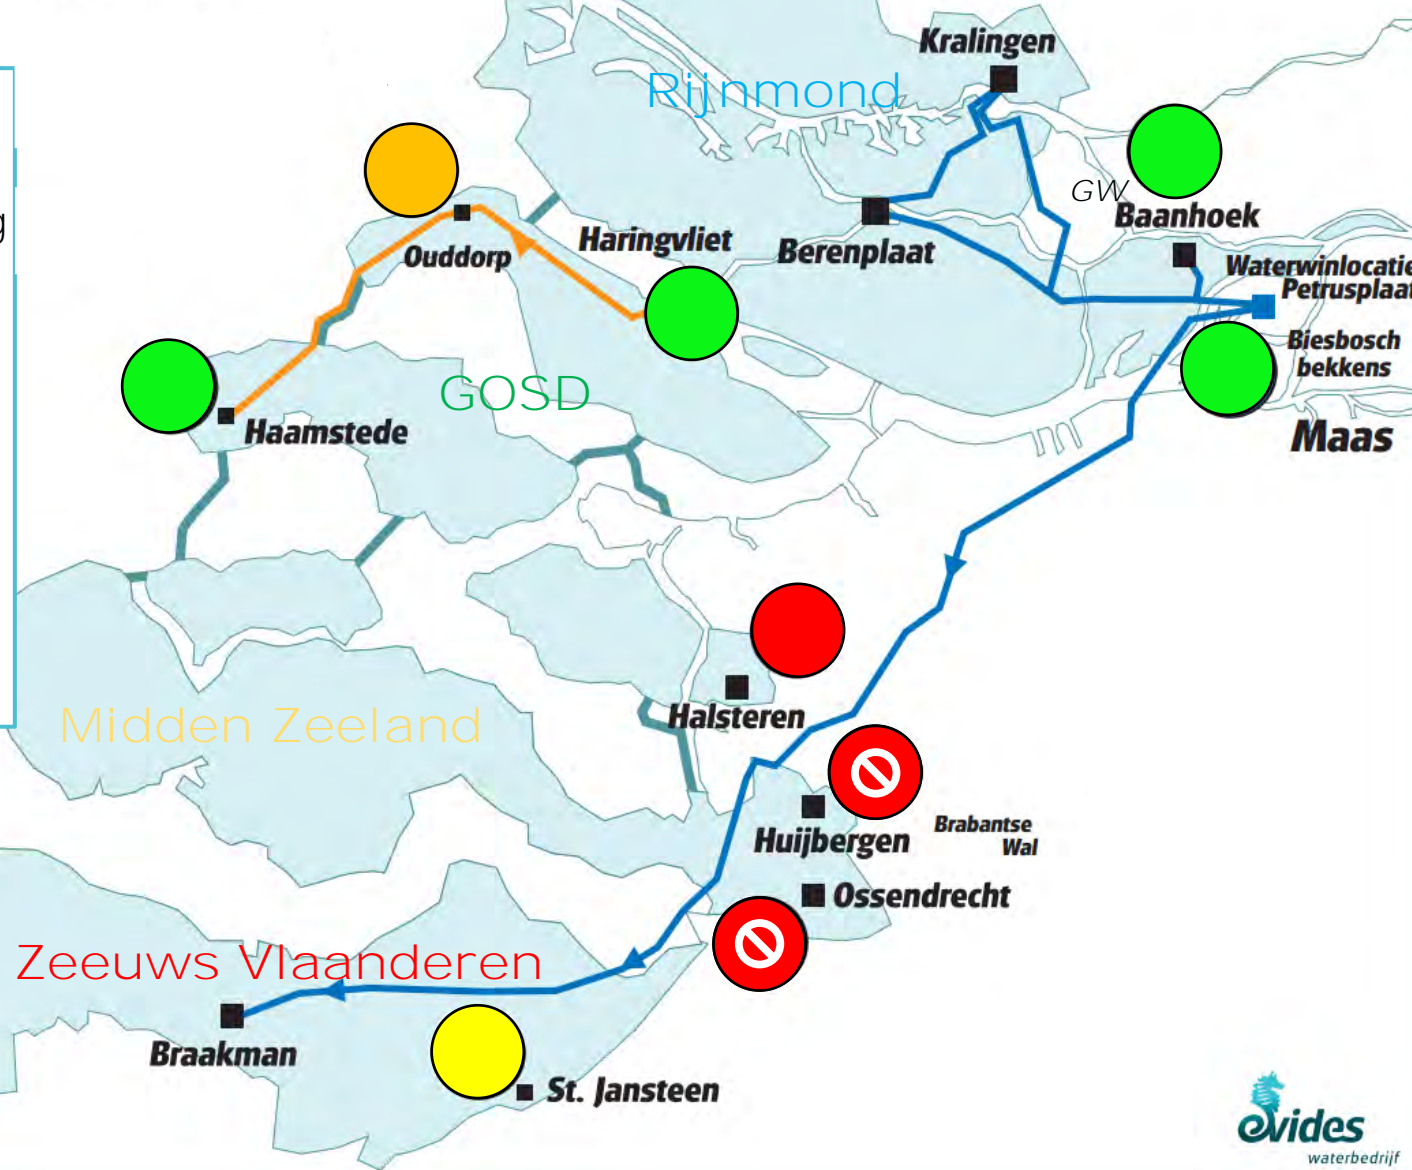 Kralingen
Rijnmond
g
GW
Baanhoek
Haringvliet
Berenplaat
Ouddorp
Waterwinlocatie
Petrusplaat
Biesbosch
bekkens
GOSD
Haamstede
Maas
Midden Zeeland
Halsteren
Huijbergen
Brabantse
Wal
Ossendrecht
Zeeuws Vlaanderen
Braakman
St. Jansteen
evides
waterbedrijf